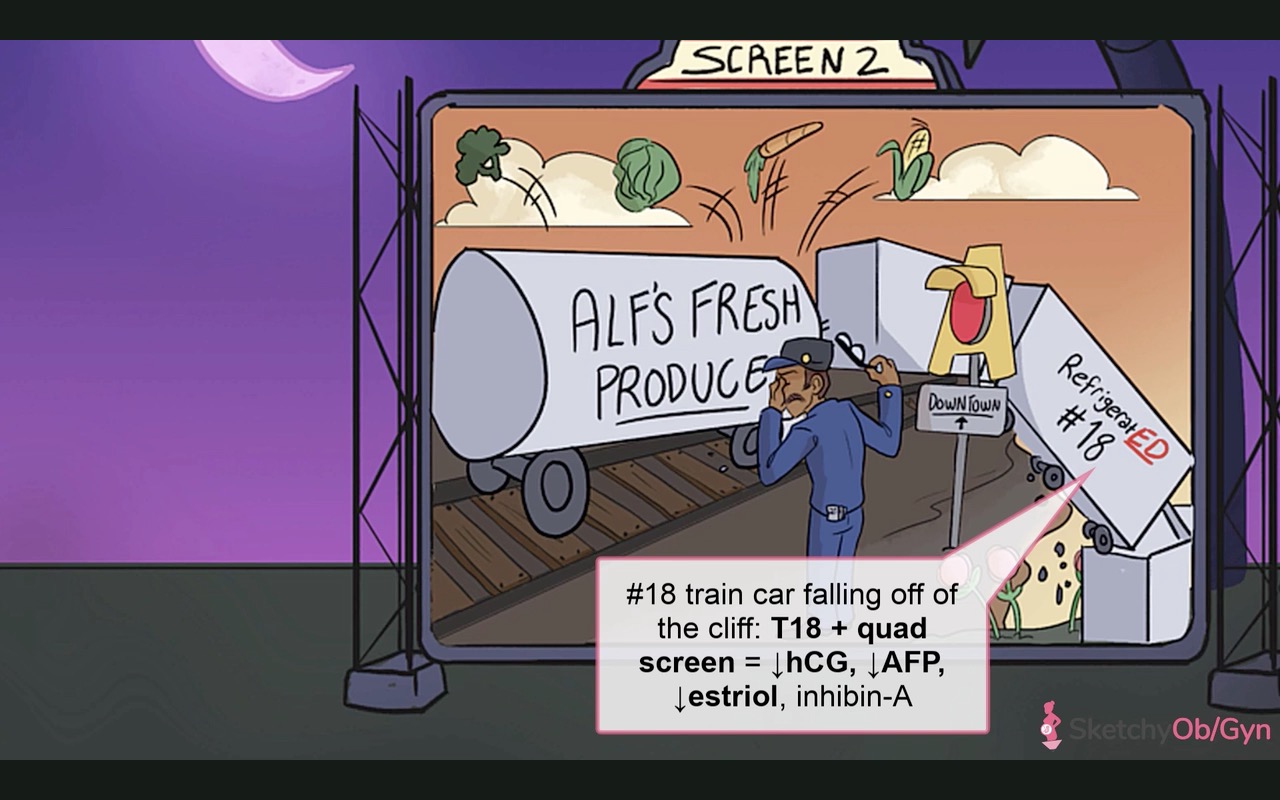 SCREEN 2
ALF'S FRESH
PRODUCE
DOWNTOWN
RefrigeratED
#18
#18 train car falling off of
the cliff: T18 + quad
screen = ↓hCG, ↓AFP,
↓estriol, inhibin-A
SketchyOb/Gyn